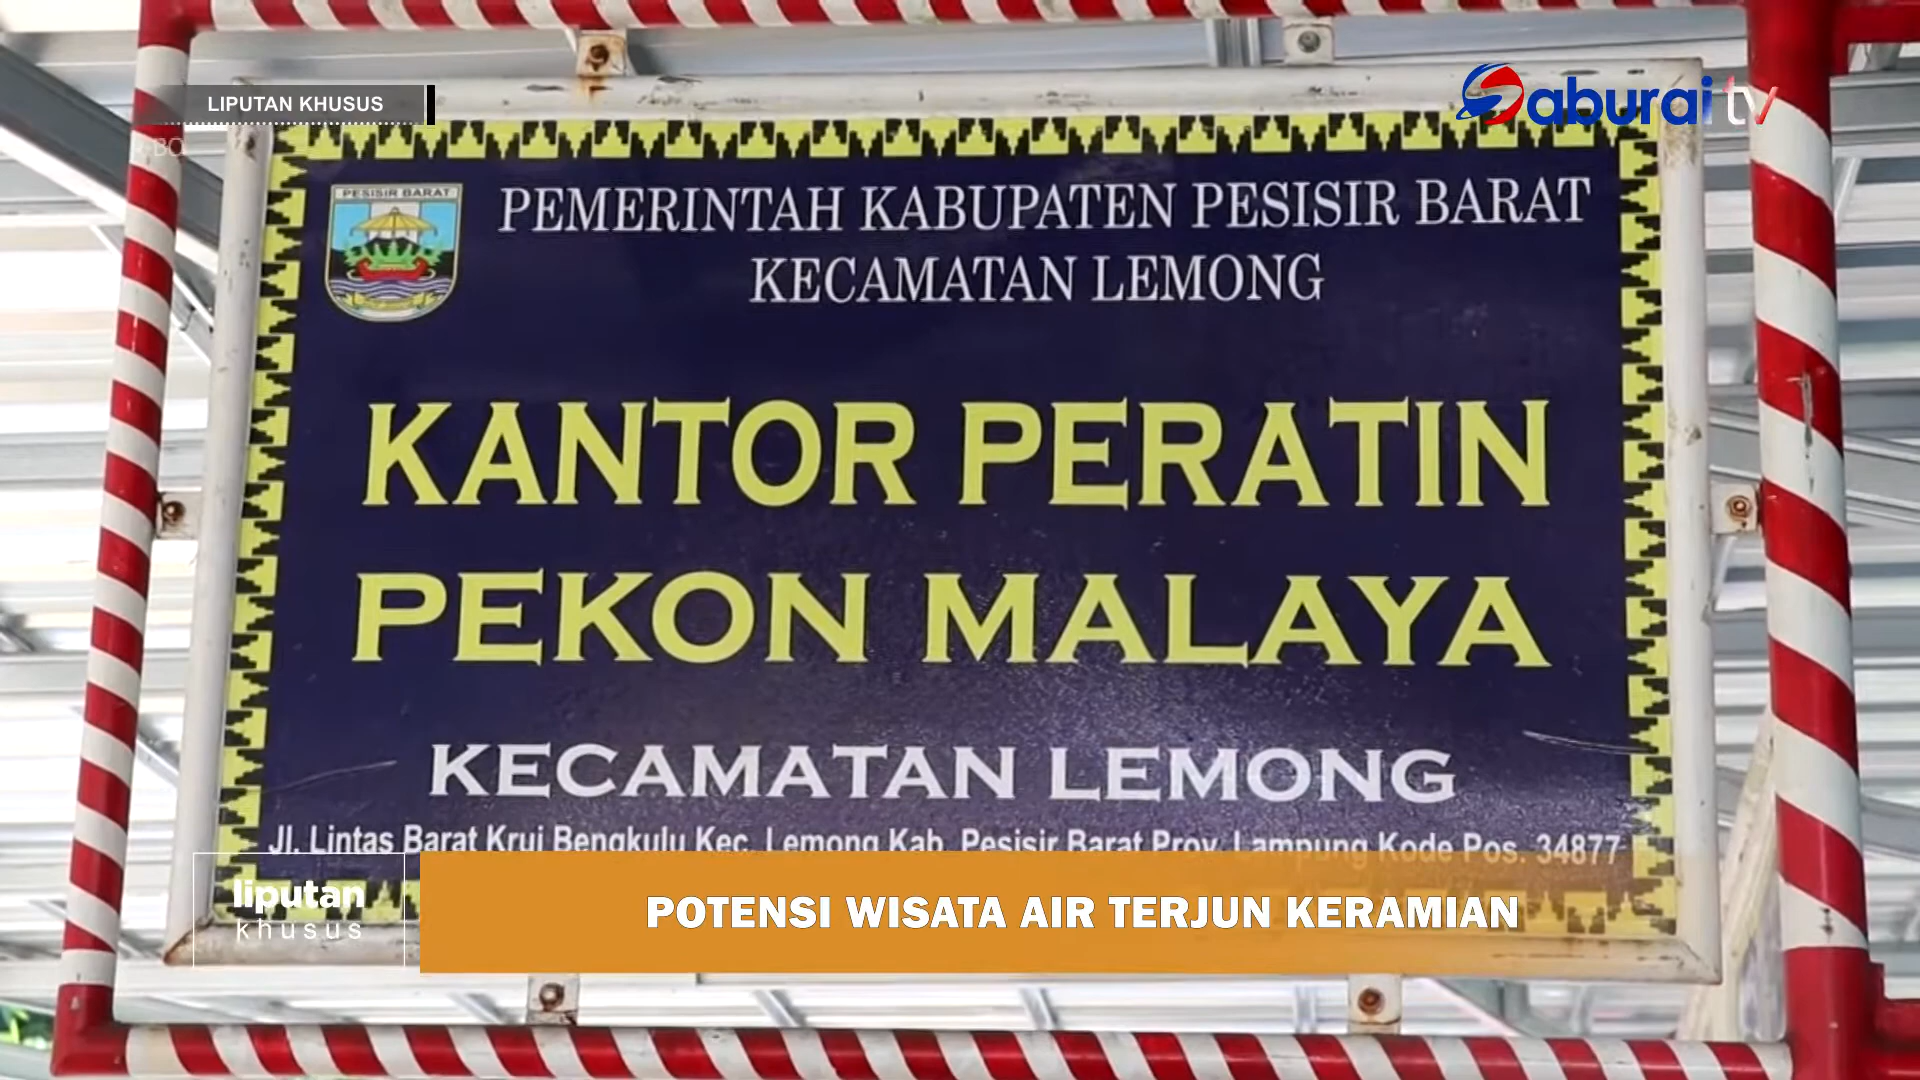 LIPUTAN KHUSUS
Saburai tv
PESISIR BARAT
PEMERINTAH KABUPATEN PESISIR BARAT
KECAMATAN LEMONG
KANTOR PERATIN
PEKON MALAYA
KECAMATAN LEMONG
Jl. Lintas Barat Krui Bengkulu Kec. Lemong Kab. Pesisir Barat Prov. Lampung Kode Pos. 34877
liputan
khusus
POTENSI WISATA AIR TERJUN KERAMIAN